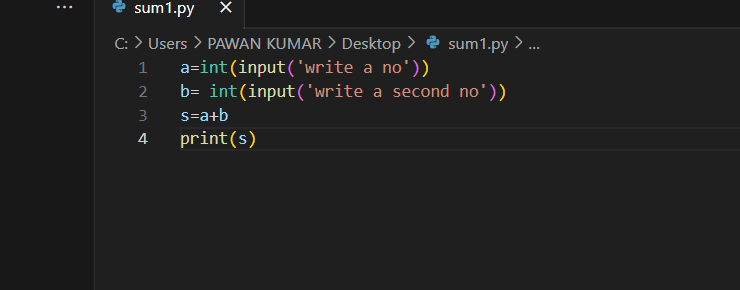 ... sum1.py ×
C: > Users > PAWAN KUMAR > Desktop > sum1.py > ...
1 a=int(input('write a no'))
2 b= int(input('write a second no'))
3 s=a+b
4 print(s)